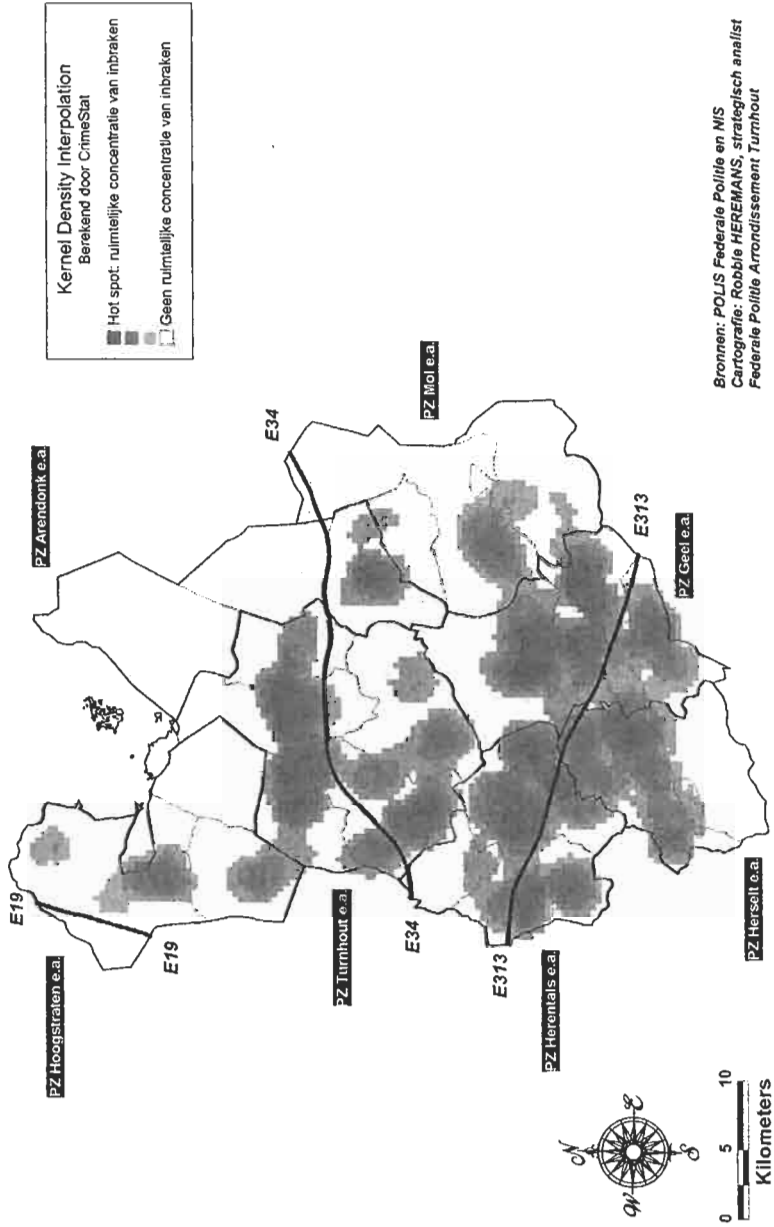 Kernel Density Interpolation
Berekend door CrimeStat
Hot spot: ruimtelijke concentratie van inbraken
Geen ruimtelijke concentratie van inbraken
PZ Hoogstraten e.a.
E19
E19
PZ Arendonk e.a.
E34
PZ Turnhout e.a.
E34
PZ Mol e.a.
E313
PZ Herentals e.a.
E313
PZ Geel e.a.
PZ Herselt e.a.
N
W
E
S
0 5 10
Kilometers
Bronnen: POLIS Federale Politie en NIS
Cartografie: Robbie HEREMANS, strategisch analist
Federale Politie Arrondissement Turnhout